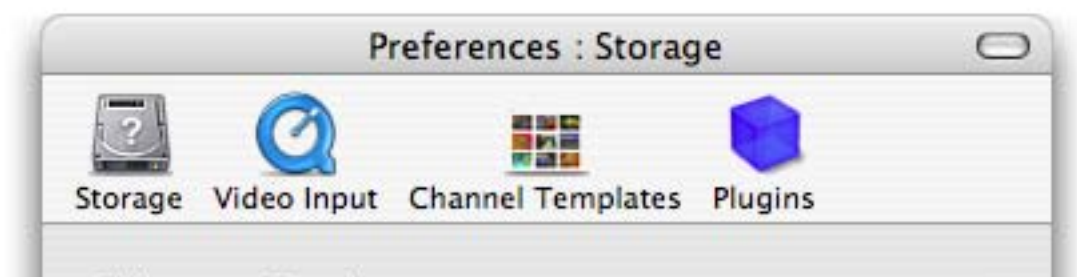 Preferences : Storage
?
Storage Video Input Channel Templates Plugins